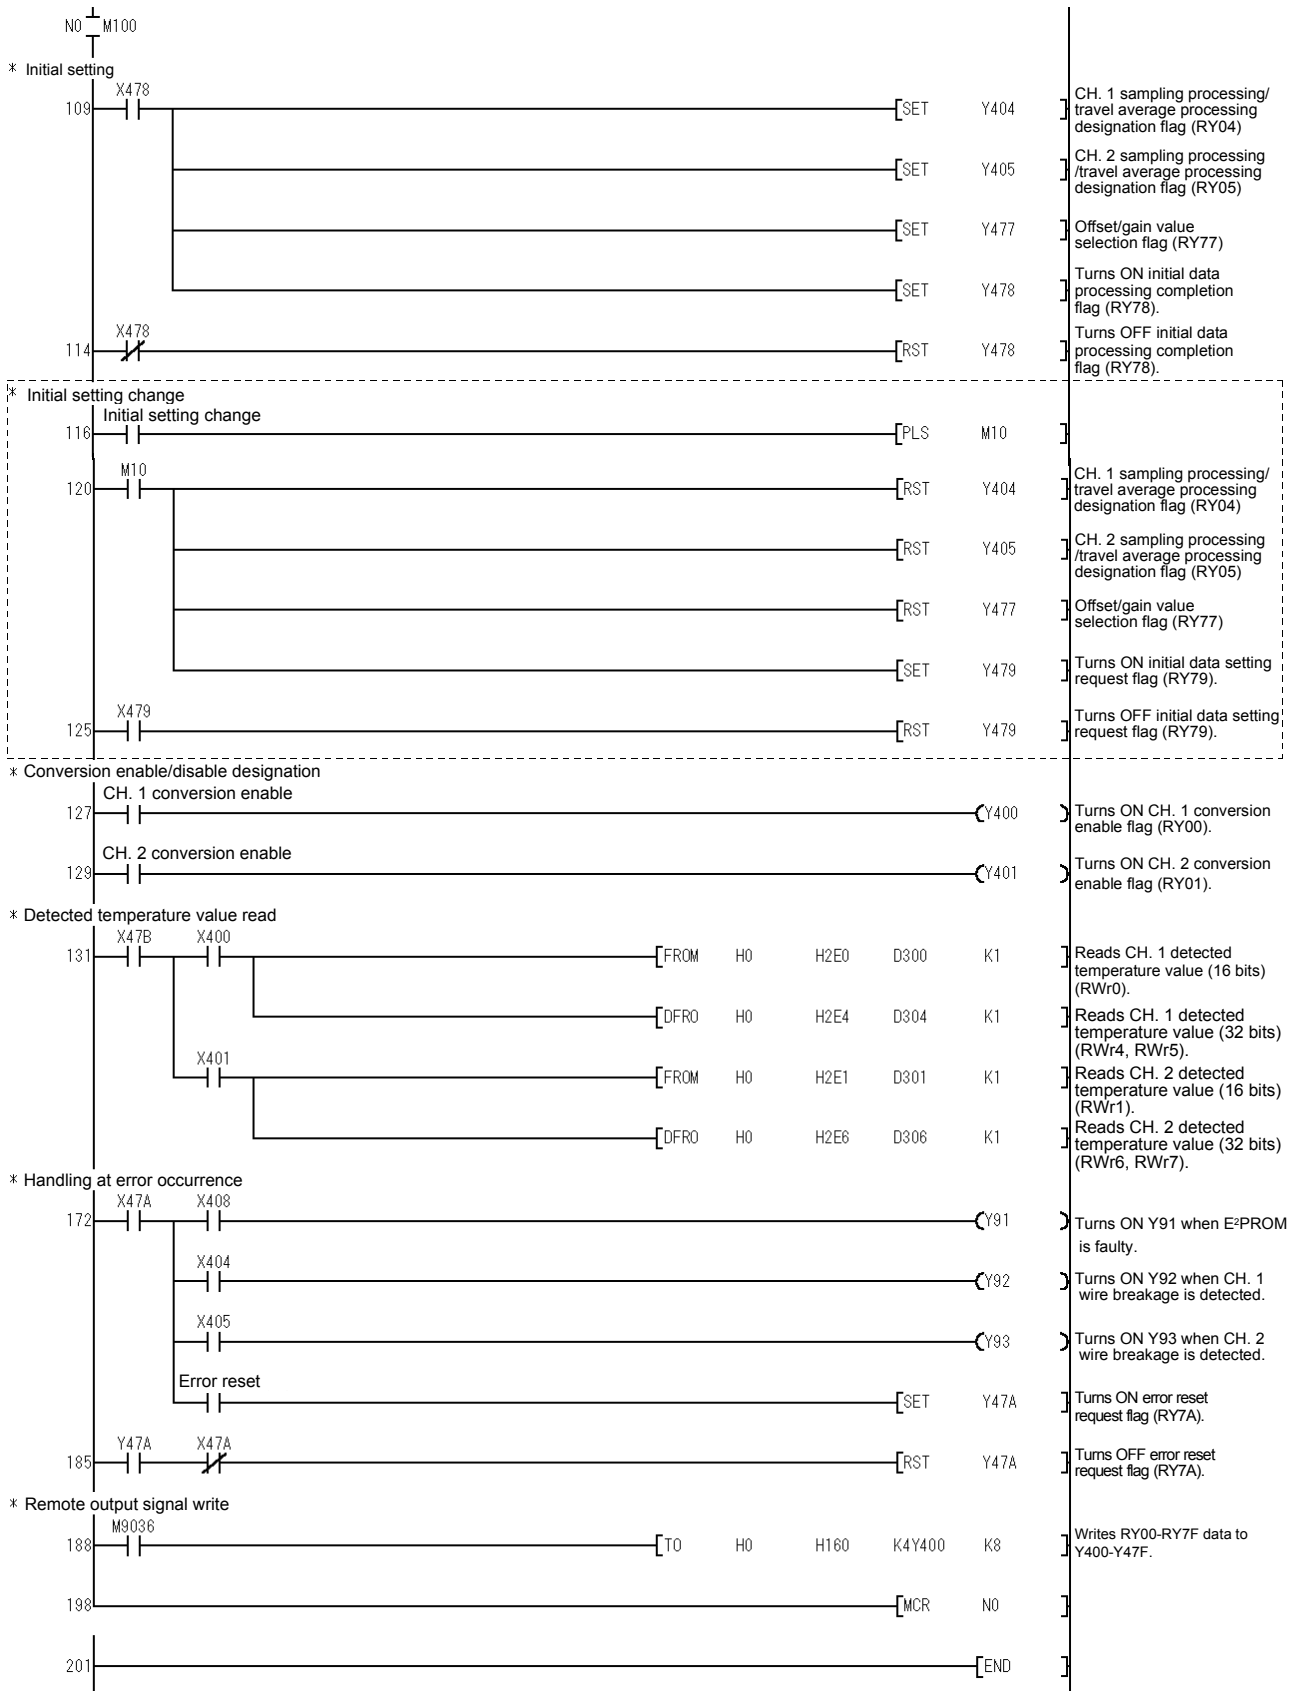 N0 M100
* Initial setting
X478
109 SET Y404 CH. 1 sampling processing/
travel average processing
designation flag (RY04)
SET Y405 CH. 2 sampling processing
/travel average processing
designation flag (RY05)
SET Y477 Offset/gain value
selection flag (RY77)
SET Y478 Turns ON initial data
processing completion
flag (RY78).
X478
114 RST Y478 Turns OFF initial data
processing completion
flag (RY78).
* Initial setting change
Initial setting change
116 PLS M10
M10
120 RST Y404 CH. 1 sampling processing/
travel average processing
designation flag (RY04)
RST Y405 CH. 2 sampling processing
/travel average processing
designation flag (RY05)
RST Y477 Offset/gain value
selection flag (RY77)
SET Y479 Turns ON initial data setting
request flag (RY79).
X479
125 RST Y479 Turns OFF initial data setting
request flag (RY79).
* Conversion enable/disable designation
CH. 1 conversion enable
127 Y400 Turns ON CH. 1 conversion
enable flag (RY00).
CH. 2 conversion enable
129 Y401 Turns ON CH. 2 conversion
enable flag (RY01).
* Detected temperature value read
X47B X400
131 FROM H0 H2E0 D300 K1 Reads CH. 1 detected
temperature value (16 bits)
(RWr0).
DFRO H0 H2E4 D304 K1 Reads CH. 1 detected
temperature value (32 bits)
(RWr4, RWr5).
X401
FROM H0 H2E1 D301 K1 Reads CH. 2 detected
temperature value (16 bits)
(RWr1).
DFRO H0 H2E6 D306 K1 Reads CH. 2 detected
temperature value (32 bits)
(RWr6, RWr7).
* Handling at error occurrence
X47A X408
172 Y91 Turns ON Y91 when E²PROM
is faulty.
X404
Y92 Turns ON Y92 when CH. 1
wire breakage is detected.
X405
Y93 Turns ON Y93 when CH. 2
wire breakage is detected.
Error reset
SET Y47A Turns ON error reset
request flag (RY7A).
Y47A X47A
185 RST Y47A Turns OFF error reset
request flag (RY7A).
* Remote output signal write
M9036
188 TO H0 H160 K4Y400 K8 Writes RY00-RY7F data to
Y400-Y47F.
198 MCR N0
201 END